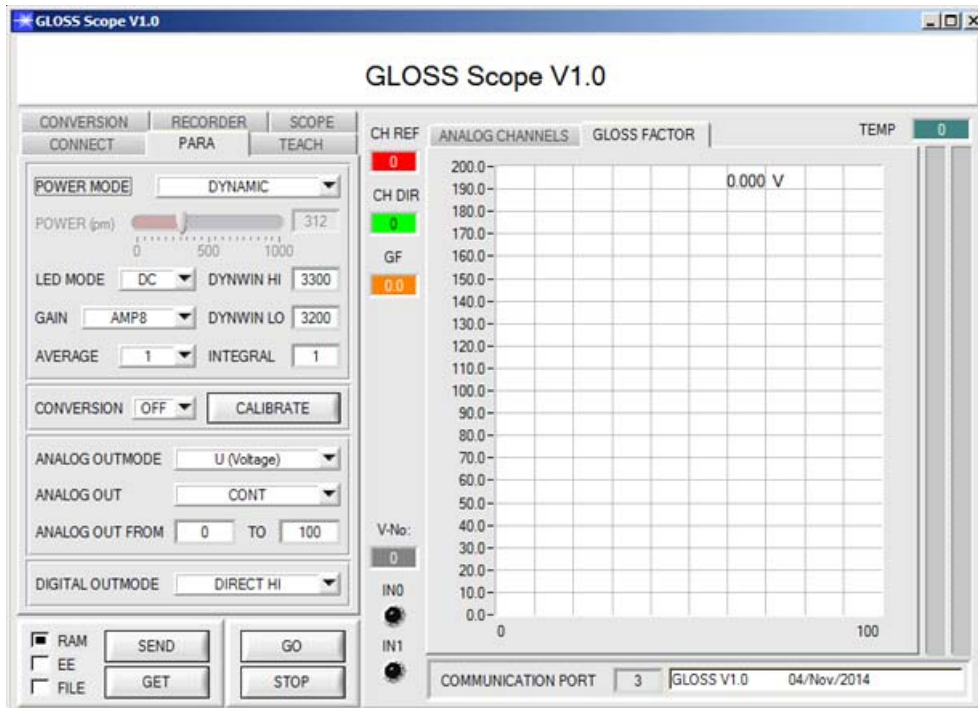 GLOSS Scope V1.0
GLOSS Scope V1.0
CONVERSION RECORDER SCOPE
CONNECT PARA TEACH
POWER MODE DYNAMIC
POWER (pm) 312
0 500 1000
LED MODE DC DYNWIN HI 3300
GAIN AMP8 DYNWIN LO 3200
AVERAGE 1 INTEGRAL 1
CONVERSION OFF CALIBRATE
ANALOG OUTMODE U (Voltage)
ANALOG OUT CONT
ANALOG OUT FROM 0 TO 100
DIGITAL OUTMODE DIRECT HI
RAM
EE
FILE
SEND
GET
GO
STOP
CH REF
0
CH DIR
0
GF
0.0
V-No:
0
IN0
IN1
ANALOG CHANNELS GLOSS FACTOR
TEMP 0
0.000 V
200.0
190.0
180.0
170.0
160.0
150.0
140.0
130.0
120.0
110.0
100.0
90.0
80.0
70.0
60.0
50.0
40.0
30.0
20.0
10.0
0.0
0 100
COMMUNICATION PORT 3 GLOSS V1.0 04/Nov/2014